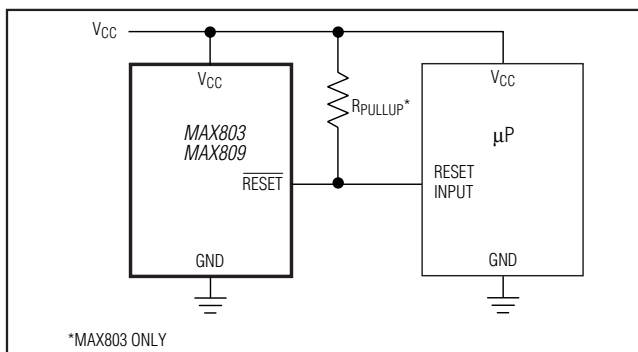 VCC
VCC
MAX803
MAX809
RESET
GND
RPULLUP*
VCC
µP
RESET
INPUT
GND
*MAX803 ONLY